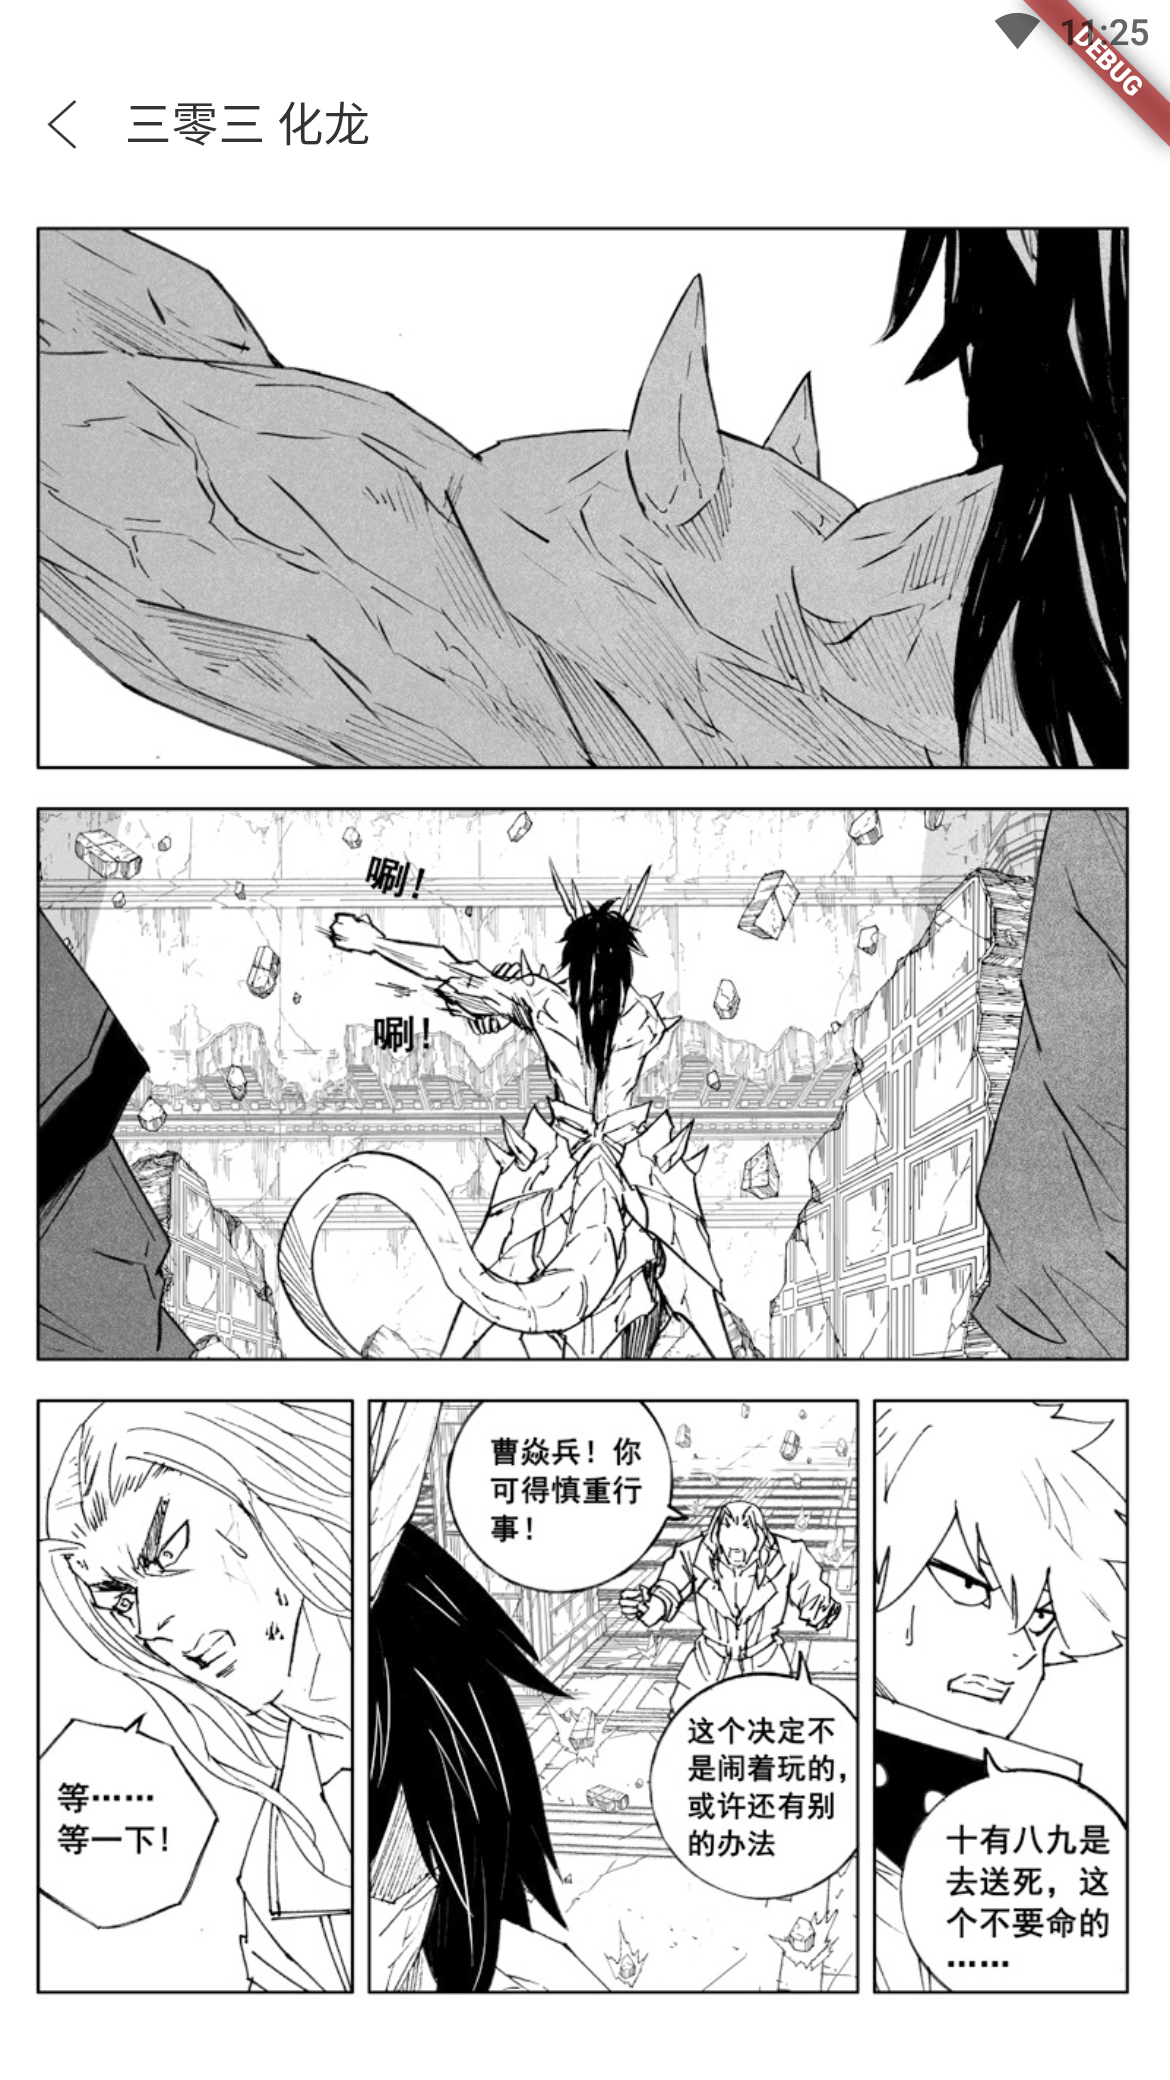 11:25
DEBUG
三零三 化龙
唰！
唰！
等……
等一下！
曹焱兵！你
可得慎重行
事！
这个决定不
是闹着玩的，
或许还有别
的办法
十有八九是
去送死，这
个不要命的
……